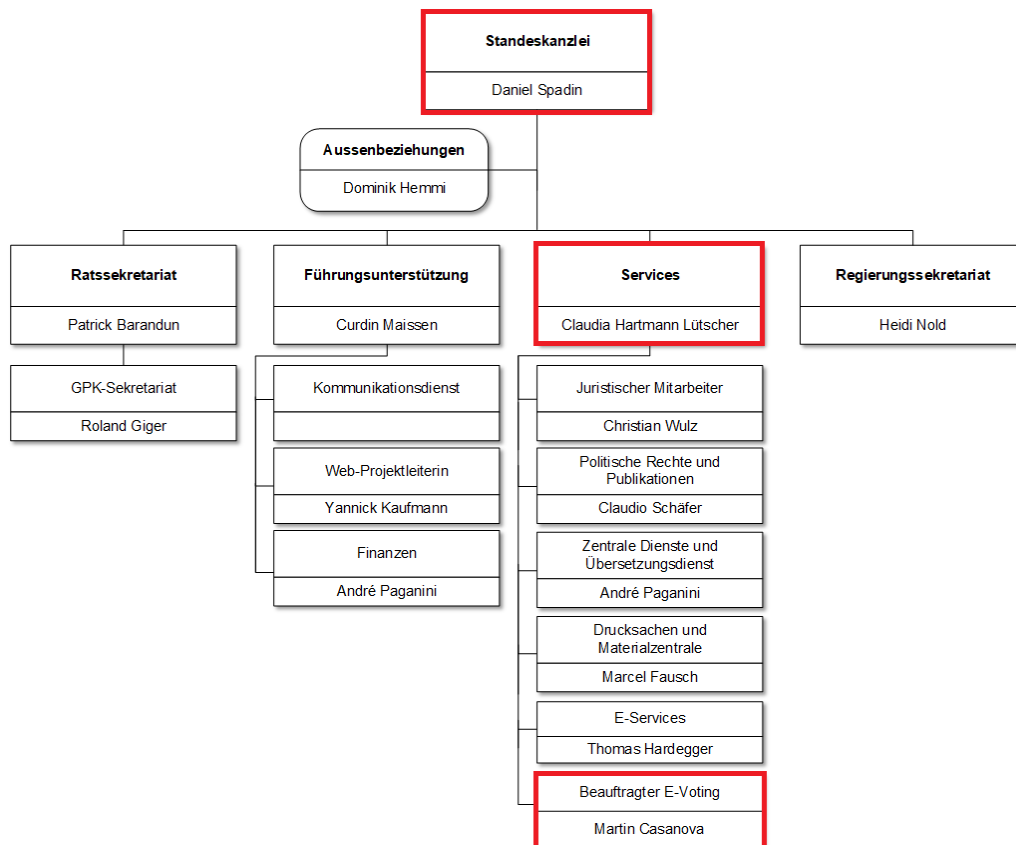 Standeskanzlei
Daniel Spadin
Aussenbeziehungen
Dominik Hemmi
Ratssekretariat
Patrick Barandun
GPK-Sekretariat
Roland Giger
Führungsunterstützung
Curdin Maissen
Kommunikationsdienst
Web-Projektleiterin
Yannick Kaufmann
Finanzen
André Paganini
Services
Claudia Hartmann Lütscher
Juristischer Mitarbeiter
Christian Wulz
Politische Rechte und
Publikationen
Claudio Schäfer
Zentrale Dienste und
Übersetzungsdienst
André Paganini
Drucksachen und
Materialzentrale
Marcel Fausch
E-Services
Thomas Hardegger
Beauftragter E-Voting
Martin Casanova
Regierungssekretariat
Heidi Nold